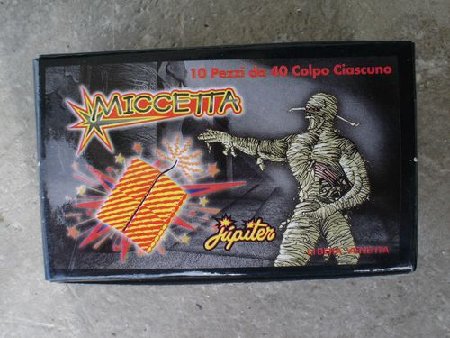 10 Pezzi da 40 Colpo Ciascuno
MICCETTA
Jupiter